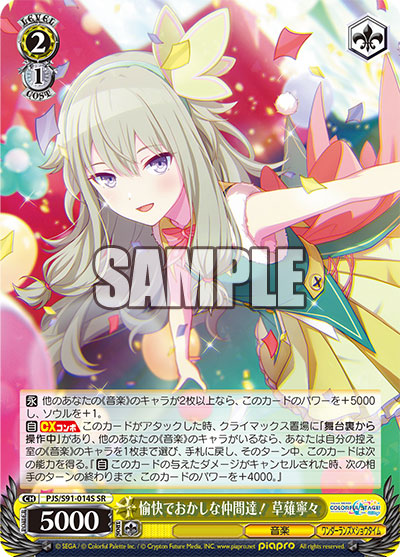 LEVEL
2
1
COST
SAMPLE
【永】 他のあなたの《音楽》のキャラが2枚以上なら、このカードのパワーを+5000
し、ソウルを+1。
【自】 CXコンボ このカードがアタックした時、クライマックス置場に「舞台裏から
操作中」があり、他のあなたの《音楽》のキャラがいるなら、あなたは自分の控え
室のキャラを1枚まで選び、手札に戻し、そのターン中、このカードは次の
能力を得る。『【自】 このカードの与えたダメージがキャンセルされた時、次の相手
のターンの終わりまで、このカードのパワーを+3000。』
CH PJS/S91-014S SR
愉快でおかしな仲間達! 草薙寧々
POWER
5000
SOUL
音楽
ワンダーランズ×ショウタイム
COLORFUL STAGE!
© SEGA / © Colorful Palette Inc. / © Crypton Future Media, INC. www.piapro.net piapro All rights reserved.